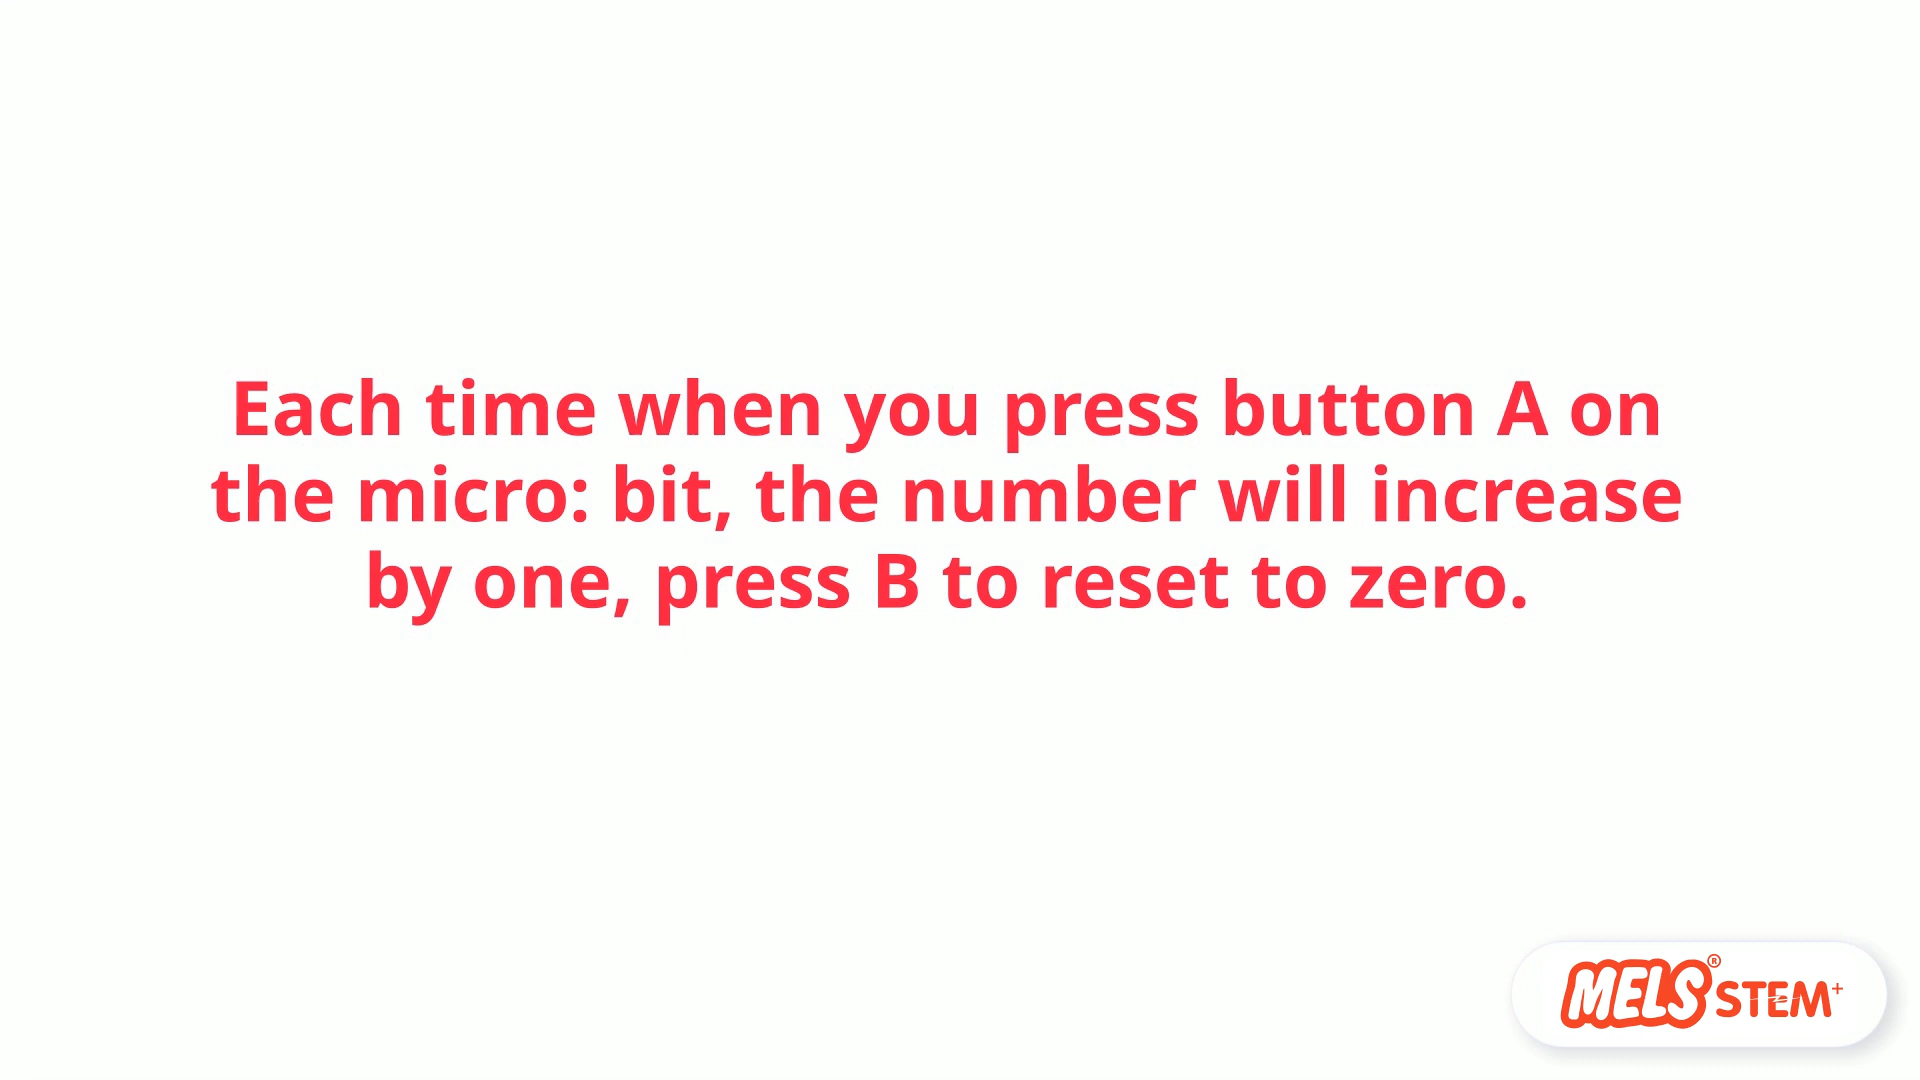 Each time when you press button A on
the micro: bit, the number will increase
by one, press B to reset to zero.
MELS® STEM+